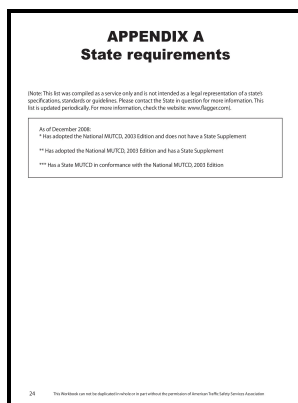 APPENDIX A
State requirements
(Note: This list was compiled as a service only and is not intended as a legal representation of a state's
specifications, standards or guidelines. Please contact the State in question for more information. This
list is updated periodically. For more information, check the website: www.flagger.com).
As of December 2008:
* Has adopted the National MUTCD, 2003 Edition and does not have a State Supplement
** Has adopted the National MUTCD, 2003 Edition and has a State Supplement
*** Has a State MUTCD in conformance with the National MUTCD, 2003 Edition
24 This Workbook can not be duplicated in whole or in part without the permission of American Traffic Safety Services Association